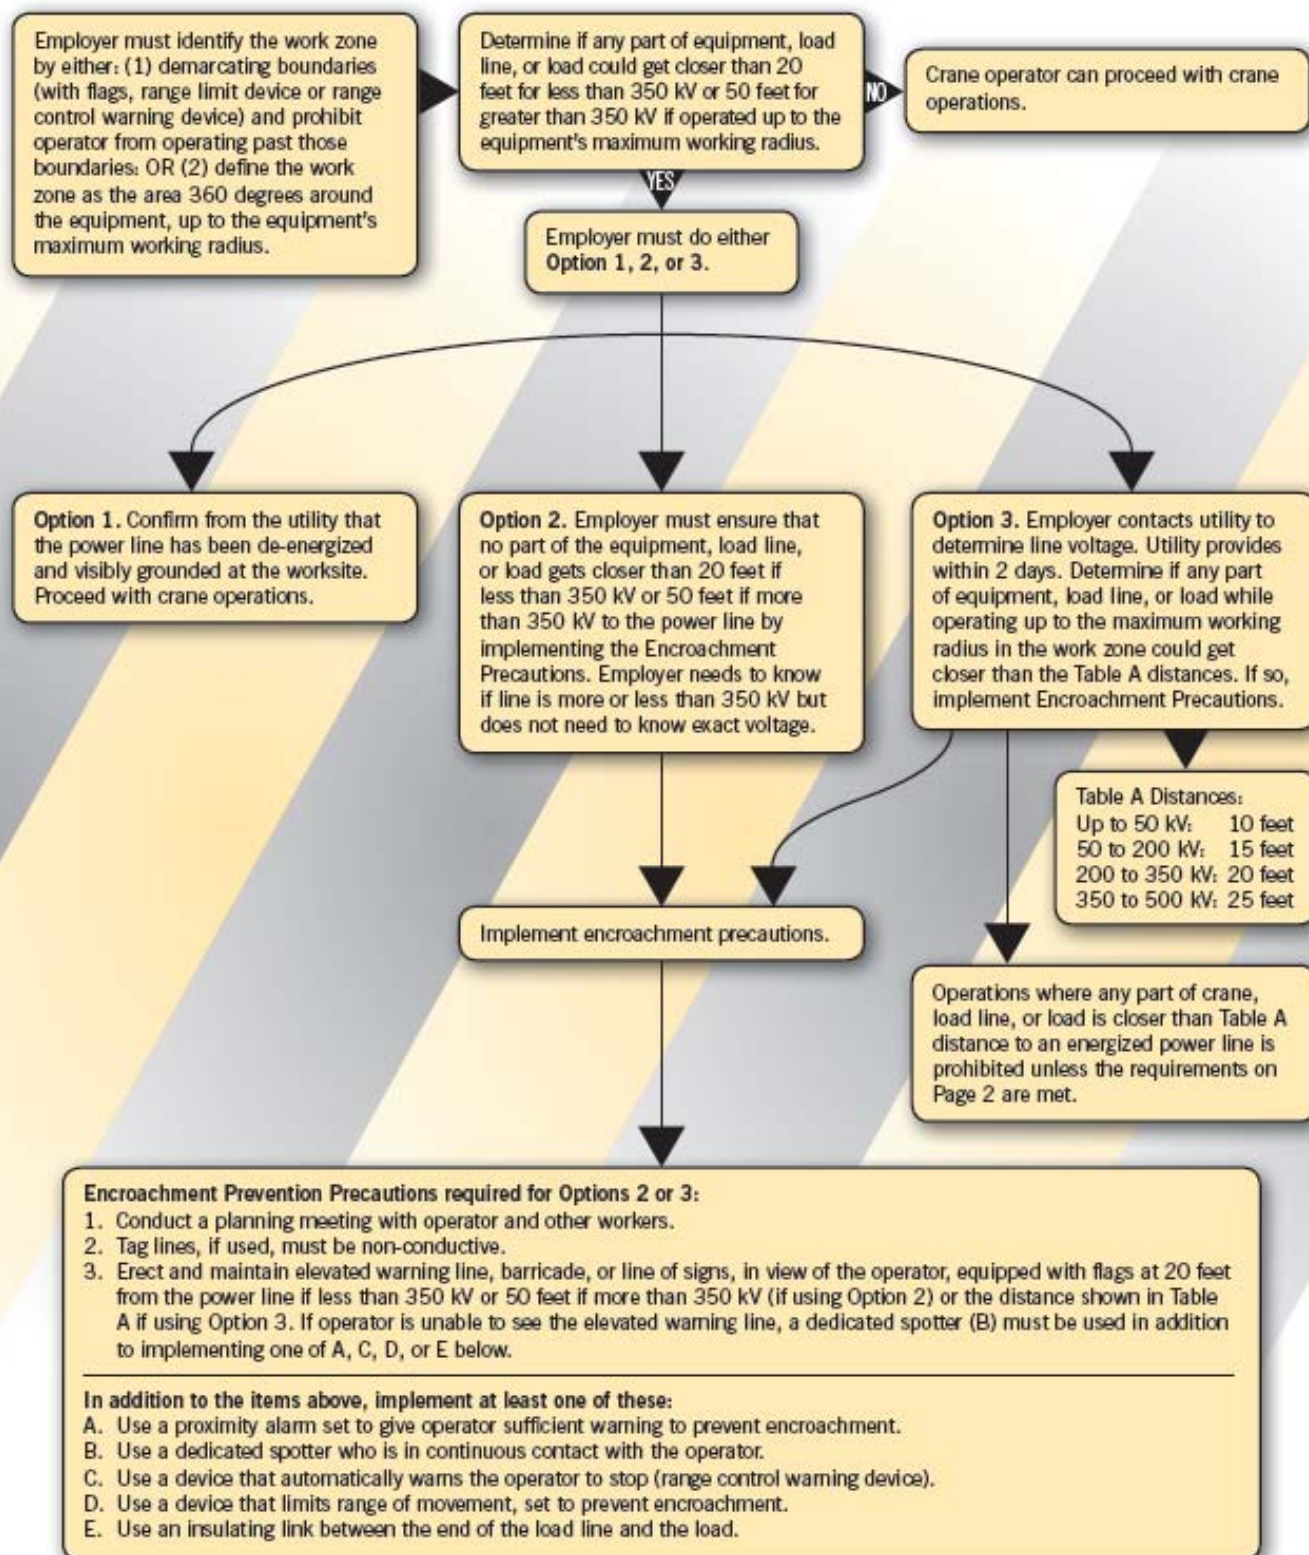 Employer must identify the work zone
by either: (1) demarcating boundaries
(with flags, range limit device or range
control warning device) and prohibit
operator from operating past those
boundaries: OR (2) define the work
zone as the area 360 degrees around
the equipment, up to the equipment's
maximum working radius.
Determine if any part of equipment, load
line, or load could get closer than 20
feet for less than 350 kV or 50 feet for
greater than 350 kV if operated up to the
equipment's maximum working radius.
NO
Crane operator can proceed with crane
operations.
YES
Employer must do either
Option 1, 2, or 3.
Option 1. Confirm from the utility that
the power line has been de-energized
and visibly grounded at the worksite.
Proceed with crane operations.
Option 2. Employer must ensure that
no part of the equipment, load line,
or load gets closer than 20 feet if
less than 350 kV or 50 feet if more
than 350 kV to the power line by
implementing the Encroachment
Precautions. Employer needs to know
if line is more or less than 350 kV but
does not need to know exact voltage.
Option 3. Employer contacts utility to
determine line voltage. Utility provides
within 2 days. Determine if any part
of equipment, load line, or load while
operating up to the maximum working
radius in the work zone could get
closer than the Table A distances. If so,
implement Encroachment Precautions.
Table A Distances:
Up to 50 kV: 10 feet
50 to 200 kV: 15 feet
200 to 350 kV: 20 feet
350 to 500 kV: 25 feet
Implement encroachment precautions.
Operations where any part of crane,
load line, or load is closer than Table A
distance to an energized power line is
prohibited unless the requirements on
Page 2 are met.
Encroachment Prevention Precautions required for Options 2 or 3:
1. Conduct a planning meeting with operator and other workers.
2. Tag lines, if used, must be non-conductive.
3. Erect and maintain elevated warning line, barricade, or line of signs, in view of the operator, equipped with flags at 20 feet
from the power line if less than 350 kV or 50 feet if more than 350 kV (if using Option 2) or the distance shown in Table
A if using Option 3. If operator is unable to see the elevated warning line, a dedicated spotter (B) must be used in addition
to implementing one of A, C, D, or E below.
In addition to the items above, implement at least one of these:
A. Use a proximity alarm set to give operator sufficient warning to prevent encroachment.
B. Use a dedicated spotter who is in continuous contact with the operator.
C. Use a device that automatically warns the operator to stop (range control warning device).
D. Use a device that limits range of movement, set to prevent encroachment.
E. Use an insulating link between the end of the load line and the load.